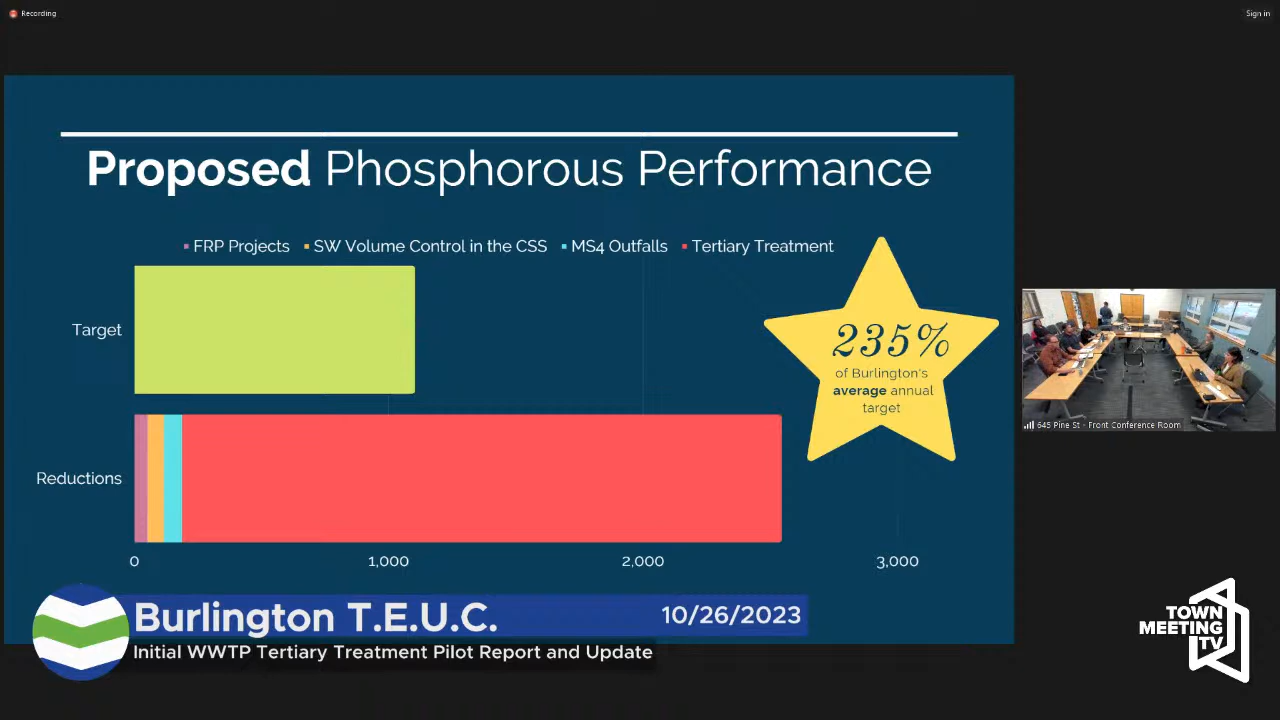 Recording
Sign in
Proposed Phosphorous Performance
FRP Projects SW Volume Control in the CSS MS4 Outfalls Tertiary Treatment
Target
235%
of Burlington's
average annual
target
645 Pine St - Front Conference Room
Reductions
0 1,000 2,000 3,000
Burlington T.E.U.C. 10/26/2023
Initial WWTP Tertiary Treatment Pilot Report and Update
TOWN
MEETING
TV